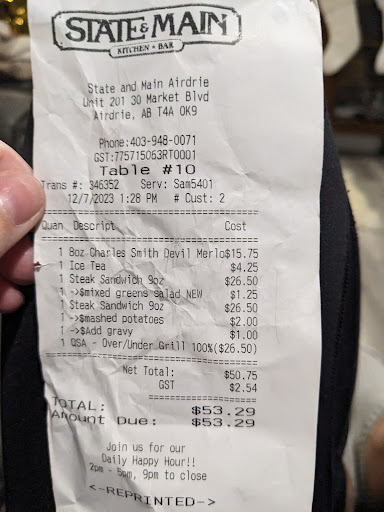 STATE & MAIN
KITCHEN • BAR
State and Main Airdrie
Unit 201 30 Market Blvd
Airdrie, AB T4A 0K9
Phone:403-948-0071
GST:775715063RT0001
Table #10
Trans #: 346352 Serv: Sam5401
12/7/2023 1:28 PM # Cust: 2
Quan Descript Cost
1 8oz Charles Smith Devil Merlo$15.75
1 Ice Tea $4.25
1 Steak Sandwich 9oz $26.50
1 ->$mixed greens salad NEW $1.25
1 Steak Sandwich 9oz $26.50
1 ->$mashed potatoes $2.00
1 ->$Add gravy $1.00
1 QSA - Over/Under Grill 100%($26.50)
Net Total: $50.75
GST $2.54
TOTAL: $53.29
Amount Due: $53.29
Join us for our
Daily Happy Hour!!
2pm - 5pm, 9pm to close
<-REPRINTED->